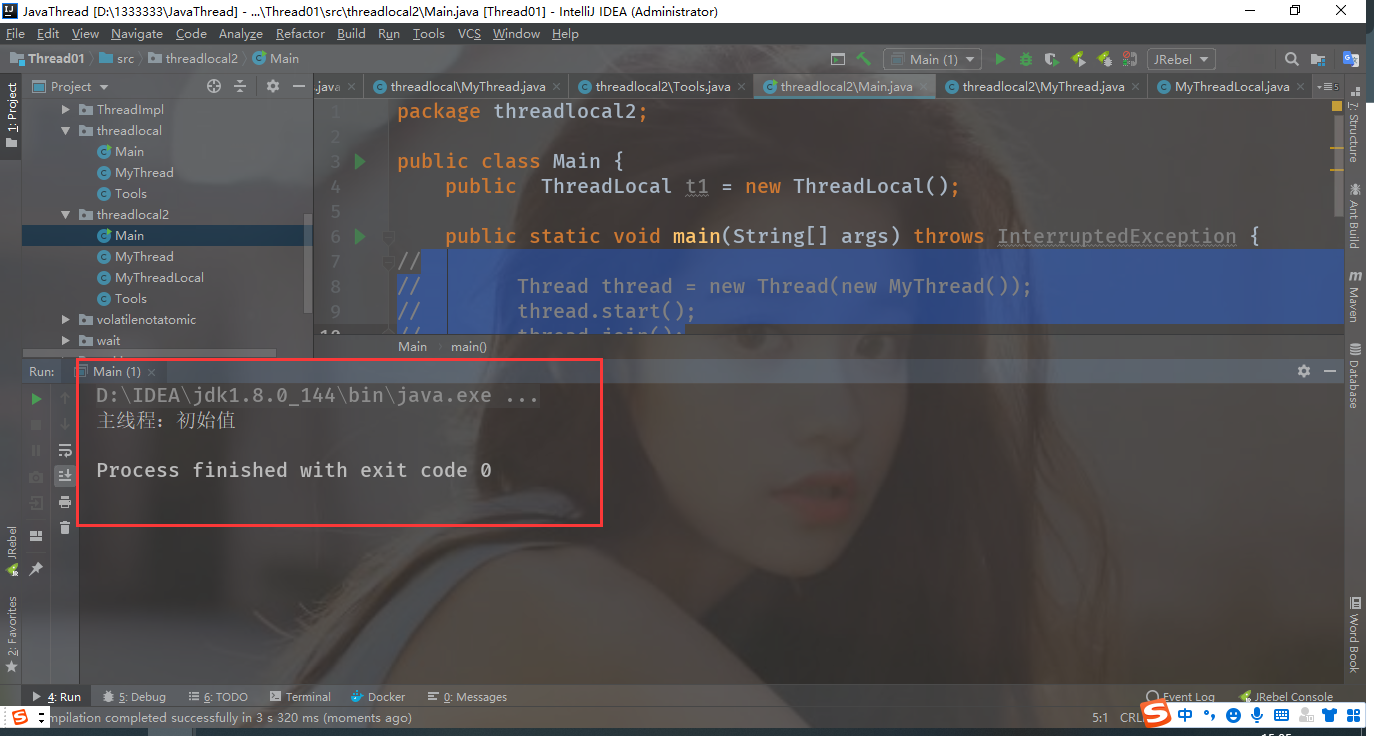 JavaThread [D:\1333333\JavaThread] - ...\Thread01\src\threadlocal2\Main.java [Thread01] - IntelliJ IDEA (Administrator)
File Edit View Navigate Code Analyze Refactor Build Run Tools VCS Window Help
Thread01 src threadlocal2 Main
Main (1)
JRebel
1: Project
Project
.java
threadlocal\MyThread.java
threadlocal2\Tools.java
threadlocal2\Main.java
threadlocal2\MyThread.java
MyThreadLocal.java
5
ThreadImpl
threadlocal
Main
MyThread
Tools
threadlocal2
Main
MyThread
MyThreadLocal
Tools
volatilenotatomic
wait
1 package threadlocal2;
2
3 public class Main {
4 public  ThreadLocal t1 = new ThreadLocal();
5
6 public static void main(String[] args) throws InterruptedException {
7 //
8 // Thread thread = new Thread(new MyThread());
9 // thread.start();
10 // thread.join();
Main main()
7: Structure
Ant Build
Maven
Database
Word Book
Run: Main (1)
D:\IDEA\jdk1.8.0_144\bin\java.exe ...
主线程: 初始值
Process finished with exit code 0
JRebel
2: Favorites
4: Run 5: Debug 6: TODO Terminal Docker 0: Messages
Event Log JRebel Console
mpilation completed successfully in 3 s 320 ms (moments ago)
5:1
中